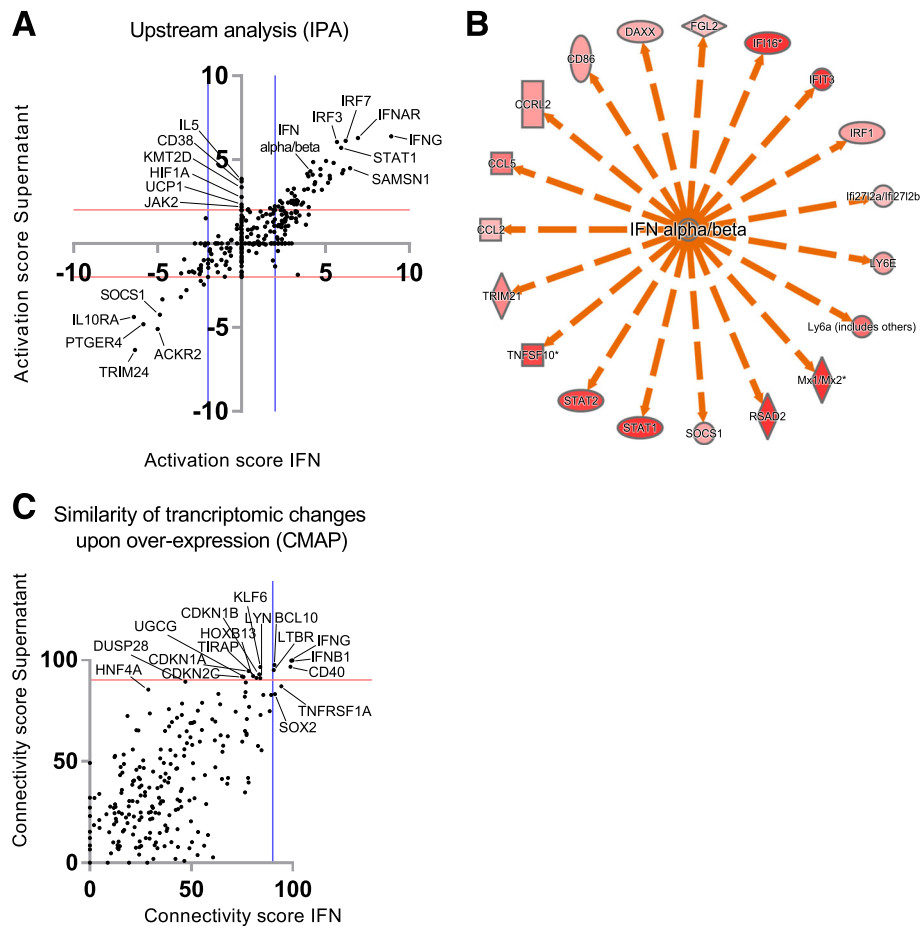 A
Upstream analysis (IPA)
10
5
-10
-5
5
10
-5
-10
IRF7
IRF3
IFNAR
IFNG
STAT1
SAMSN1
IFN
alpha/beta
IL5
CD38
KMT2D
HIF1A
UCP1
JAK2
SOCS1
IL10RA
PTGER4
TRIM24
ACKR2
Activation score Supernatant
Activation score IFN
B
FGL2
DAXX
IFI16*
CD86
IFIT3
CCRL2
IRF1
CCL5
Ifi27l2a/Ifi27l2b
CCL2
IFN alpha/beta
LY6E
TRIM21
Ly6a (includes others)
TNFSF10*
Mx1/Mx2*
STAT2
RSAD2
STAT1
SOCS1
C
Similarity of trancriptomic changes
upon over-expression (CMAP)
KLF6
CDKN1B
LYN
BCL10
UGCG
HOXB13
LTBR
IFNG
DUSP28
TIRAP
IFNB1
CDKN1A
HNF4A
CDKN2C
CD40
TNFRSF1A
SOX2
100
50
0
0
50
100
Connectivity score Supernatant
Connectivity score IFN